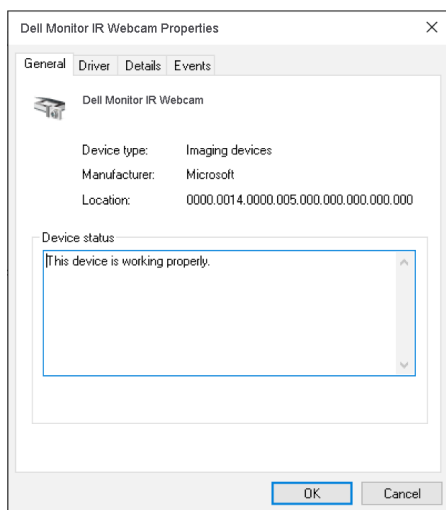 Dell Monitor IR Webcam Properties
General Driver Details Events
Dell Monitor IR Webcam
Device type: Imaging devices
Manufacturer: Microsoft
Location: 0000.0014.0000.005.000.000.000.000.000
Device status
This device is working properly.
OK Cancel